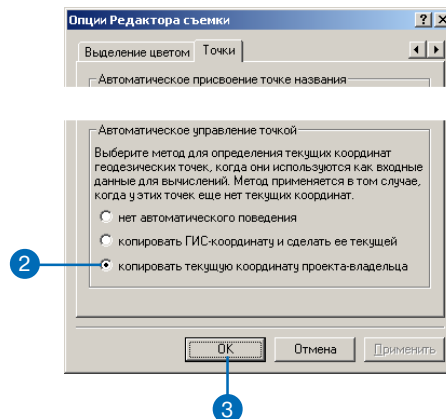 Опции Редактора съемки
Выделение цветом Точки
Автоматическое присвоение точке названия
Автоматическое управление точкой
Выберите метод для определения текущих координат
геодезических точек, когда они используются как входные
данные для вычислений. Метод применяется в том случае,
когда у этих точек еще нет текущих координат.
нет автоматического поведения
копировать ГИС-координату и сделать ее текущей
2 копировать текущую координату проекта-владельца
OK Отмена Применить
3